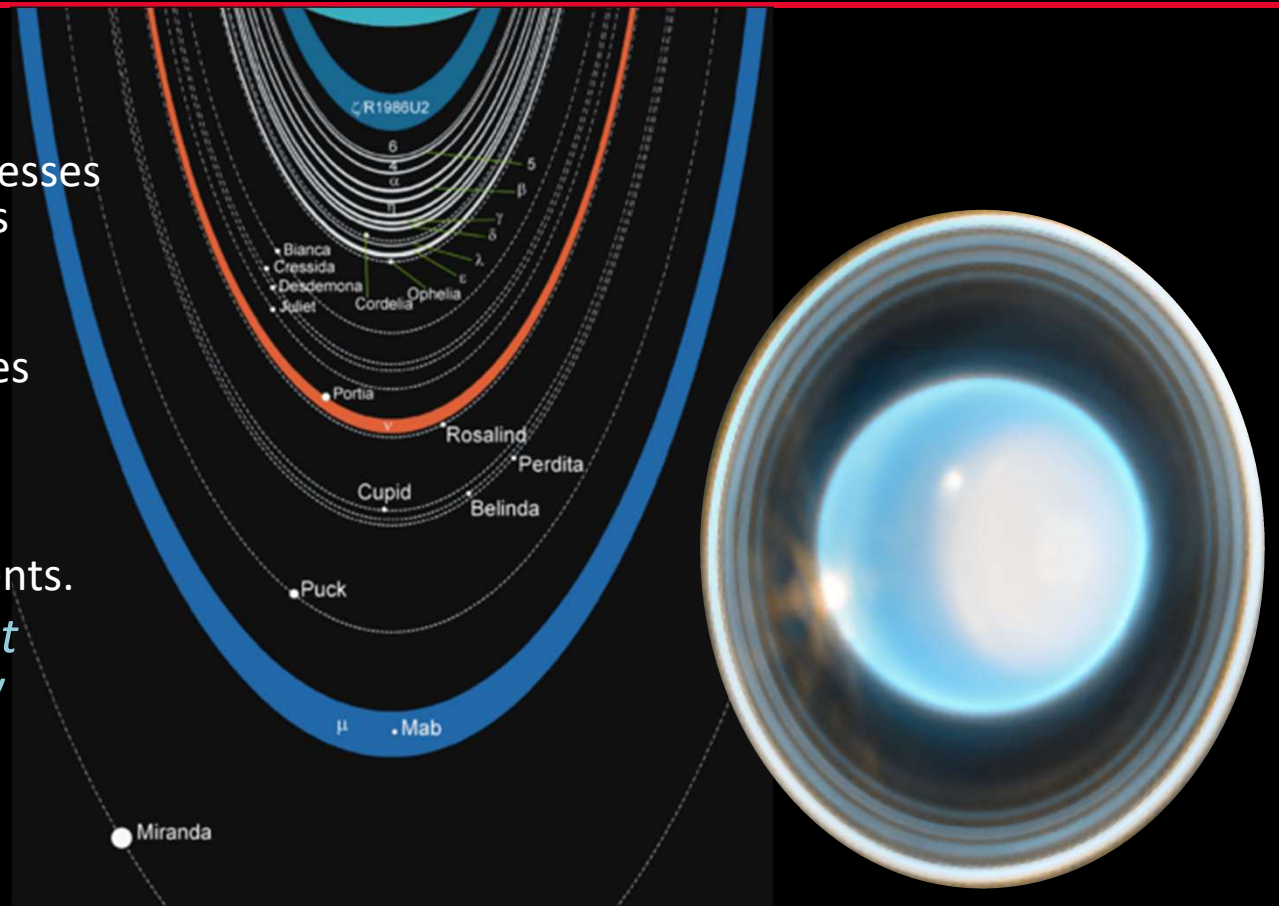 esses
s
es
nts.
t
y
ζ/R1986U2
6
5
4
α
β
η
γ
δ
λ
ε
Bianca
Cressida
Desdemona
Juliet
Cordelia
Ophelia
Portia
ν
Rosalind
Perdita
Cupid
Belinda
Puck
μ
Mab
Miranda